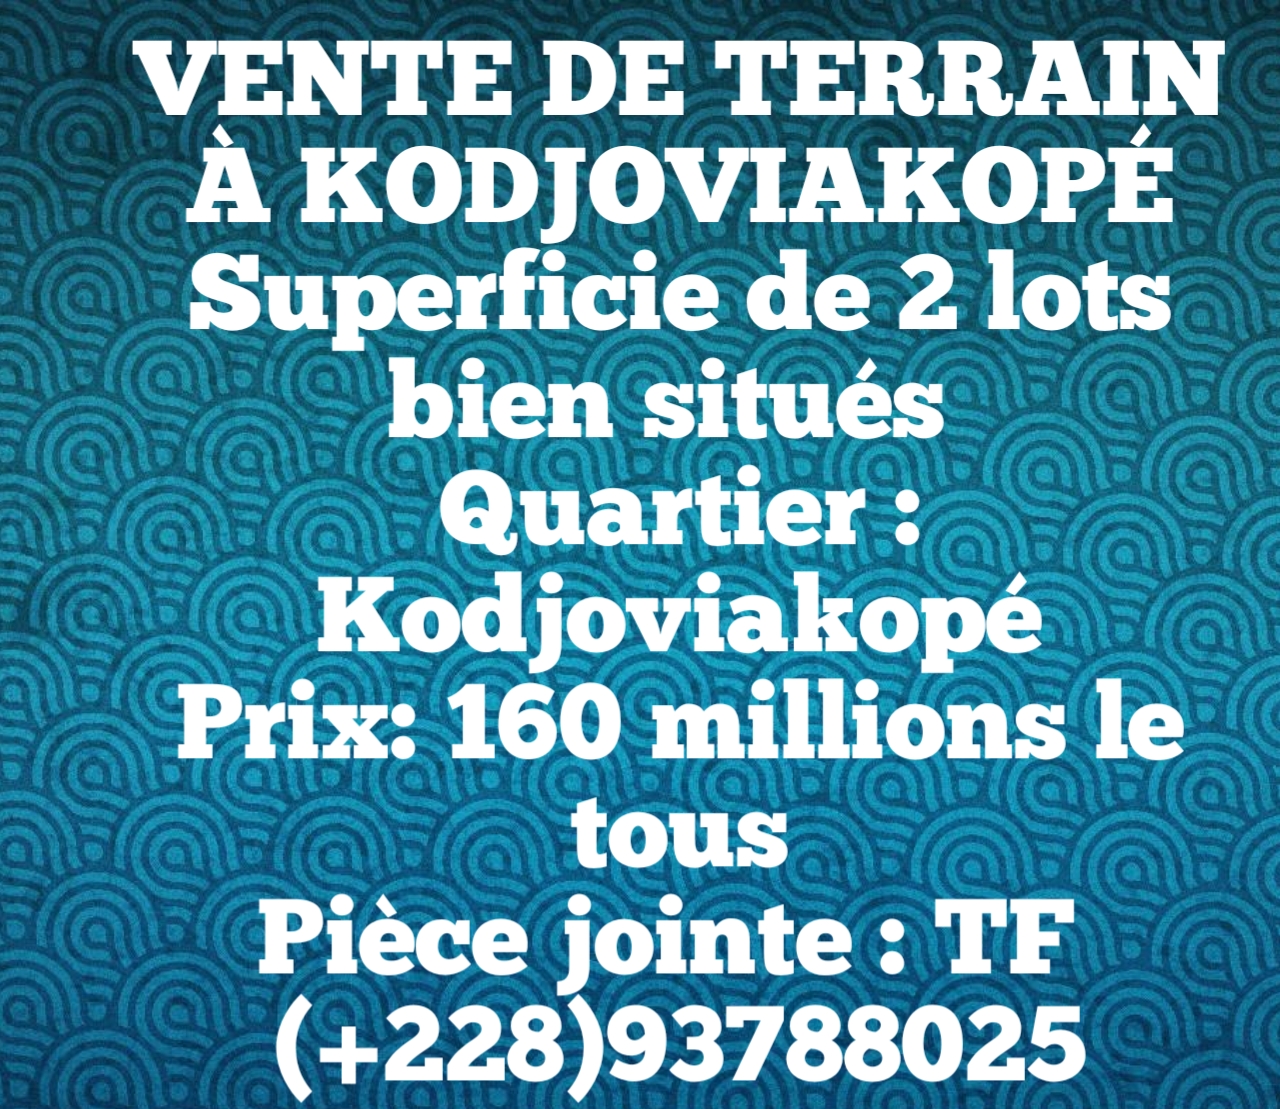 VENTE DE TERRAIN
À KODJOVIAKOPÉ
Superficie de 2 lots
bien situés
Quartier :
Kodjoviakopé
Prix: 160 millions le
tous
Pièce jointe : TF
(+228)93788025